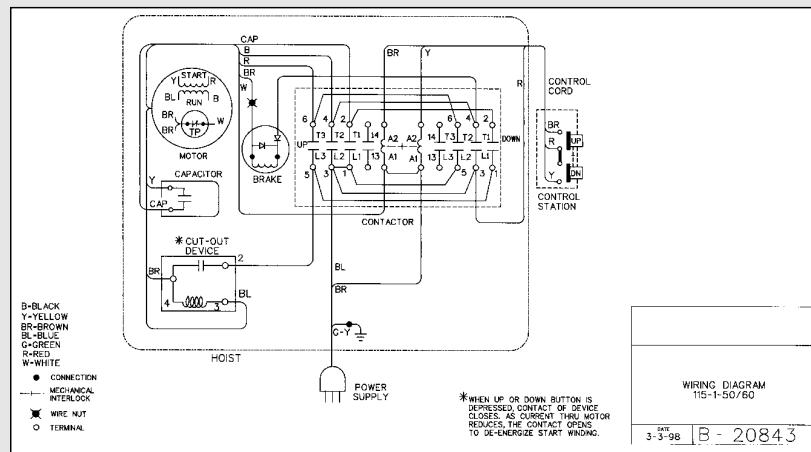 CAP
B
R
BR
W
BR
Y
R
CONTROL
CORD
START
Y
R
BL
RUN
B
BR
BR
TP
W
MOTOR
BRAKE
6
4
2
6
4
2
T3
T2
T1
14
A2
A2
14
T3
T2
T1
UP
DOWN
L3
L2
L1
13
A1
A1
13
L3
L2
L1
5
3
1
1
5
3
CONTACTOR
BR
R
Y
UP
DN
CONTROL
STATION
CAPACITOR
Y
CAP
* CUT-OUT
DEVICE
2
BR
4
3
BL
BL
BR
G-Y
HOIST
POWER
SUPPLY
B-BLACK
Y-YELLOW
BR-BROWN
BL-BLUE
G-GREEN
R-RED
W-WHITE
CONNECTION
MECHANICAL
INTERLOCK
WIRE NUT
TERMINAL
* WHEN UP OR DOWN BUTTON IS
DEPRESSED, CONTACT OF DEVICE
CLOSES. AS CURRENT THRU MOTOR
REDUCES, THE CONTACT OPENS
TO DE-ENERGIZE START WINDING.
WIRING DIAGRAM
115-1-50/60
DATE
3-3-98
B - 20843